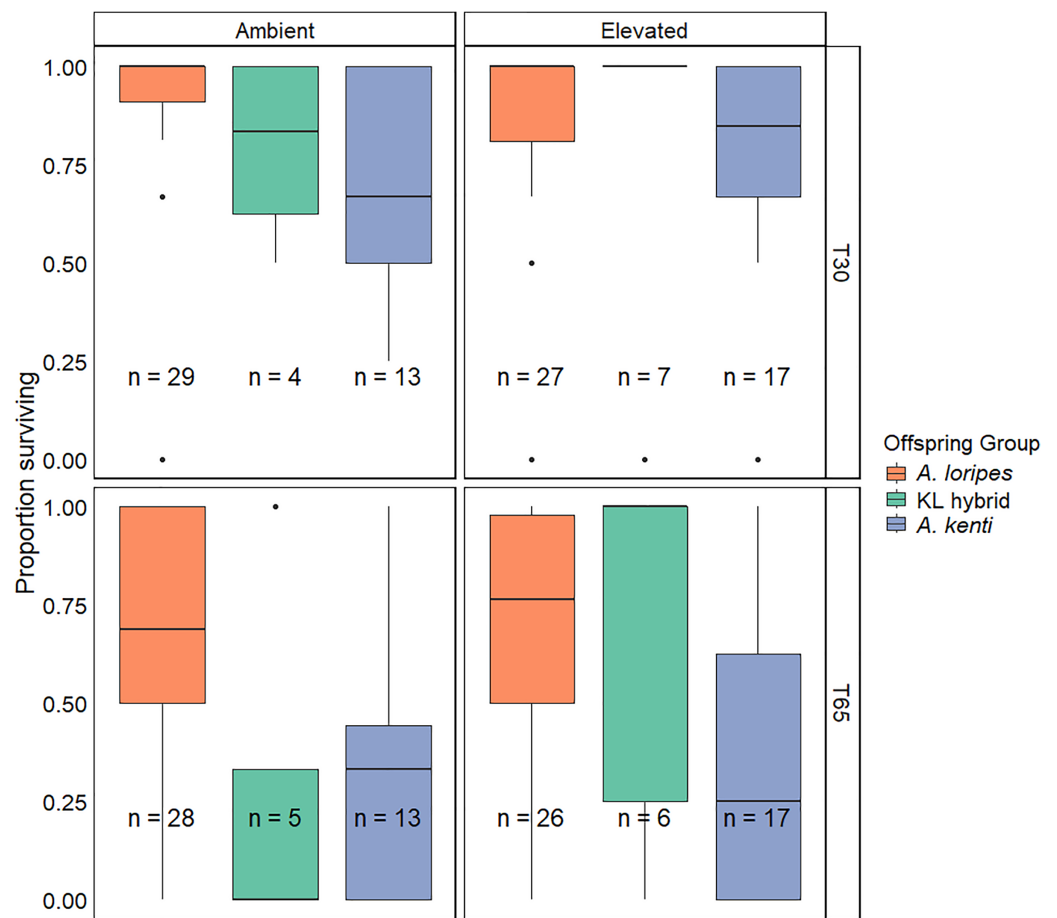 Ambient Elevated
1.00
0.75
0.50
0.25
0.00
n = 29 n = 4 n = 13 n = 27 n = 7 n = 17
T30
1.00
0.75
0.50
0.25
0.00
n = 28 n = 5 n = 13 n = 26 n = 6 n = 17
T65
Proportion surviving
Offspring Group
A. loripes
KL hybrid
A. kenti